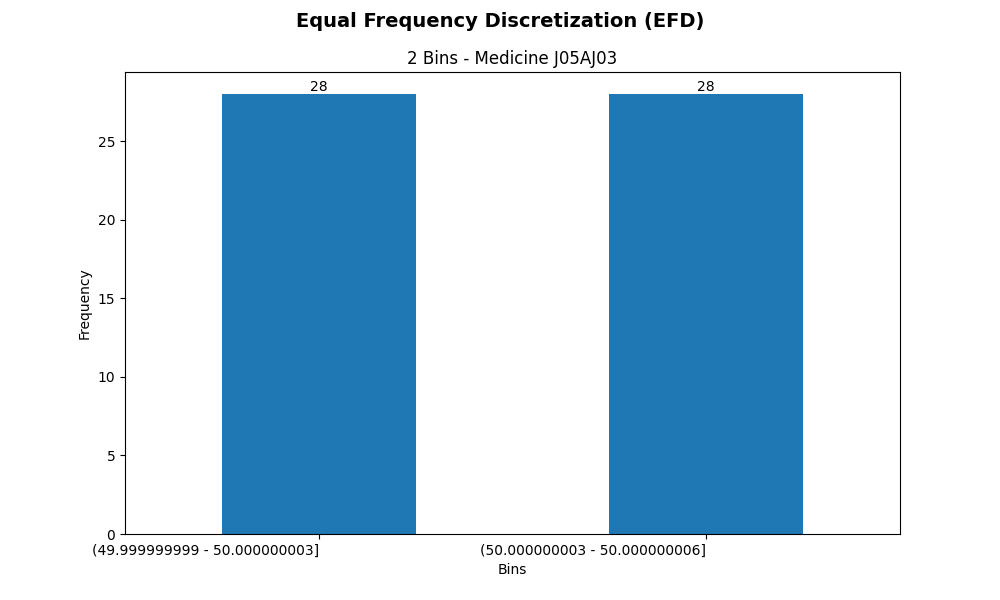 Equal Frequency Discretization (EFD)
2 Bins - Medicine J05AJ03
28
28
25
20
15
10
5
0
Frequency
(49.999999999 - 50.000000003]
(50.000000003 - 50.000000006]
Bins